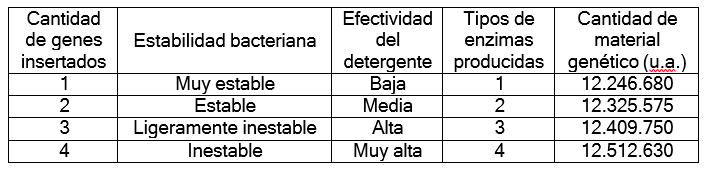 Cantidad de genes insertados | Estabilidad bacteriana | Efectividad del detergente | Tipos de enzimas producidas | Cantidad de material genético (u.a.)
1 | Muy estable | Baja | 1 | 12.246.680
2 | Estable | Media | 2 | 12.325.575
3 | Ligeramente inestable | Alta | 3 | 12.409.750
4 | Inestable | Muy alta | 4 | 12.512.630